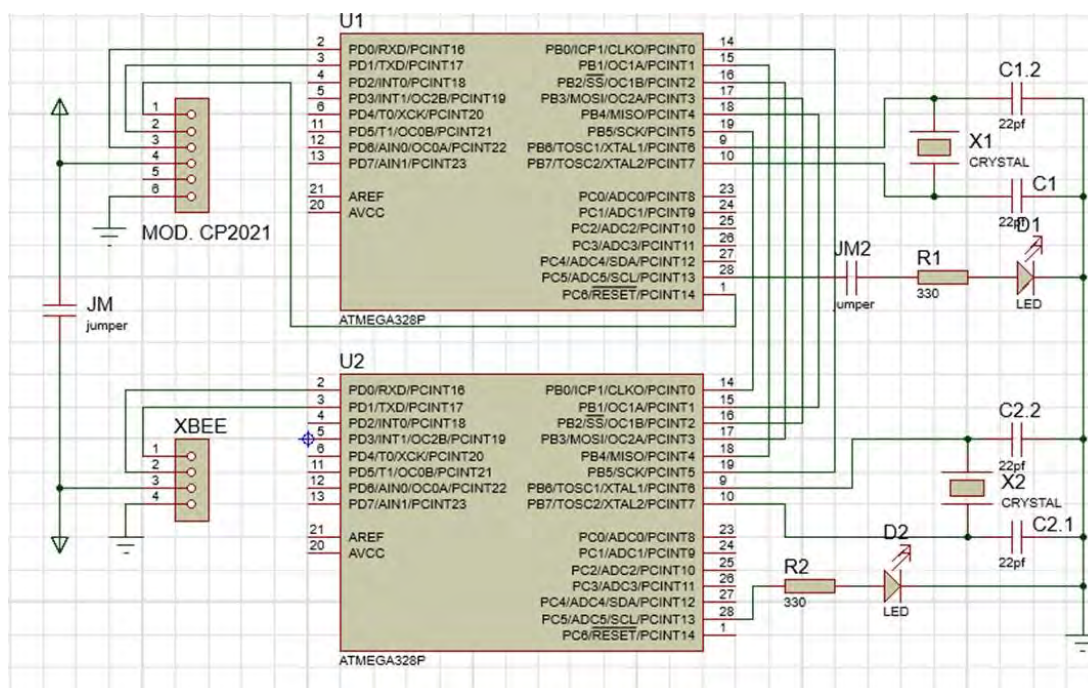 U1
2 PD0/RXD/PCINT16 PB0/ICP1/CLKO/PCINT0 14
3 PD1/TXD/PCINT17 PB1/OC1A/PCINT1 15
4 PD2/INT0/PCINT18 PB2/SS/OC1B/PCINT2 16
5 PD3/INT1/OC2B/PCINT19 PB3/MOSI/OC2A/PCINT3 17
6 PD4/T0/XCK/PCINT20 PB4/MISO/PCINT4 18
11 PD5/T1/OC0B/PCINT21 PB5/SCK/PCINT5 19
12 PD6/AIN0/OC0A/PCINT22 PB6/TOSC1/XTAL1/PCINT6 9
13 PD7/AIN1/PCINT23 PB7/TOSC2/XTAL2/PCINT7 10
21 AREF PC0/ADC0/PCINT8 23
20 AVCC PC1/ADC1/PCINT9 24
PC2/ADC2/PCINT10 25
PC3/ADC3/PCINT11 26
PC4/ADC4/SDA/PCINT12 27
PC5/ADC5/SCL/PCINT13 28
PC6/RESET/PCINT14 1
ATMEGA328P
1
2
3
4
5
6
MOD. CP2021
JM
jumper
C1.2
22pf
X1
CRYSTAL
C1
22pf
D1
LED
JM2
jumper
R1
330
U2
2 PD0/RXD/PCINT16 PB0/ICP1/CLKO/PCINT0 14
3 PD1/TXD/PCINT17 PB1/OC1A/PCINT1 15
4 PD2/INT0/PCINT18 PB2/SS/OC1B/PCINT2 16
5 PD3/INT1/OC2B/PCINT19 PB3/MOSI/OC2A/PCINT3 17
6 PD4/T0/XCK/PCINT20 PB4/MISO/PCINT4 18
11 PD5/T1/OC0B/PCINT21 PB5/SCK/PCINT5 19
12 PD6/AIN0/OC0A/PCINT22 PB6/TOSC1/XTAL1/PCINT6 9
13 PD7/AIN1/PCINT23 PB7/TOSC2/XTAL2/PCINT7 10
21 AREF PC0/ADC0/PCINT8 23
20 AVCC PC1/ADC1/PCINT9 24
PC2/ADC2/PCINT10 25
PC3/ADC3/PCINT11 26
PC4/ADC4/SDA/PCINT12 27
PC5/ADC5/SCL/PCINT13 28
PC6/RESET/PCINT14 1
ATMEGA328P
XBEE
1
2
3
4
C2.2
22pf
X2
CRYSTAL
C2.1
22pf
D2
LED
R2
330